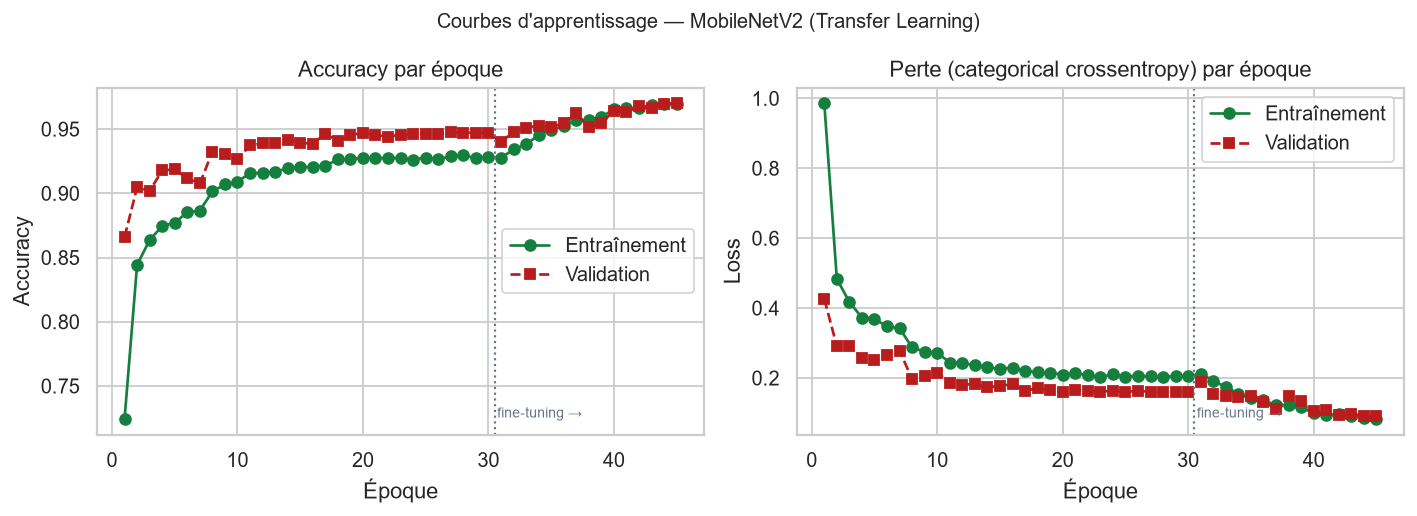 Courbes d'apprentissage — MobileNetV2 (Transfer Learning)
Accuracy par époque
Accuracy
0.95
0.90
0.85
0.80
0.75
Entraînement
Validation
fine-tuning →
0 10 20 30 40
Époque
Perte (categorical crossentropy) par époque
Loss
1.0
0.8
0.6
0.4
0.2
Entraînement
Validation
fine-tuning
0 10 20 30 40
Époque